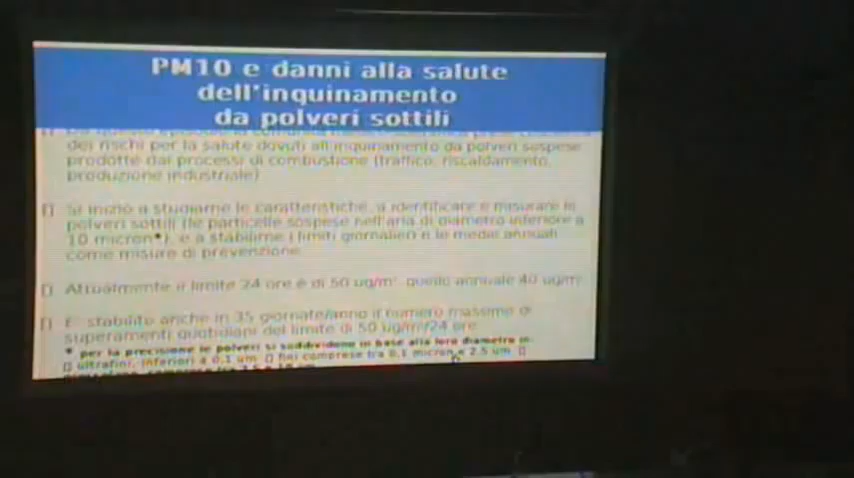 PM10 e danni alla salute
dell'inquinamento
da polveri sottili
dei rischi per la salute dovuti all'inquinamento da polveri sospese
prodotte dai processi di combustione (traffico, riscaldamento,
produzione industriale)
[] Si iniziò a studiarne le caratteristiche, a identificare e misurare le
polveri sottili (le particelle sospese nell'aria di diametro inferiore a
10 micron*), e a stabilirne i limiti giornalieri e le medie annuali
come misure di prevenzione
[] Attualmente il limite 24 ore è di 50 ug/m³, quello annuale 40 ug/m³
[] E' stabilito anche in 35 giornate/anno il numero massimo di
superamenti quotidiani del limite di 50 ug/m³/24 ore
* per la precisione le polveri si suddividono in base alla loro diametro in:
[] ultrafini, inferiori a 0,1 um [] fini comprese tra 0,1 micron e 2.5 um []
comprese tra 2.5 e 10 um